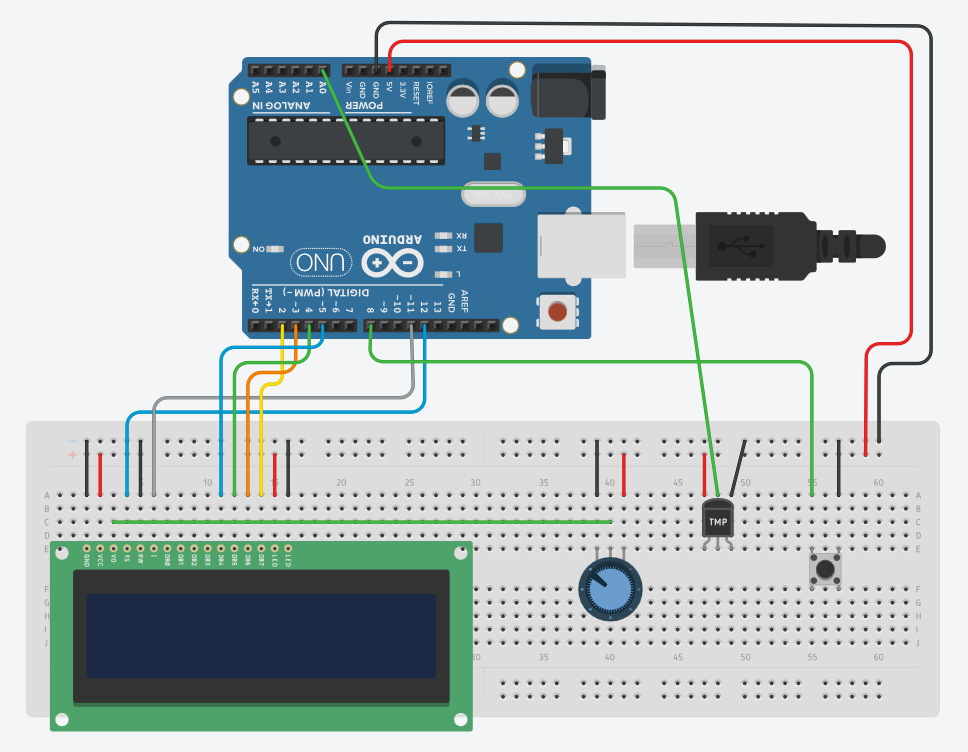 A5 A4 A3 A2 A1 A0 Vin GND GND 5V 3.3V RESET IOREF
ANALOG IN POWER
RX
TX
ON
UNO
ARDUINO
L
DIGITAL (PWM~)
RX←0 TX→1 2 ~3 4 ~5 ~6 7 8 ~9 ~10 ~11 12 13 GND AREF
−
+
10 15 20 25 30 35 40 45 50 55 60
A A
B B
C C
D D
E E
TMP
GND VCC V0 RS RW E DB0 DB1 DB2 DB3 DB4 DB5 DB6 DB7 LED LED
F F
G G
H H
I I
J J
30 35 40 45 50 55 60